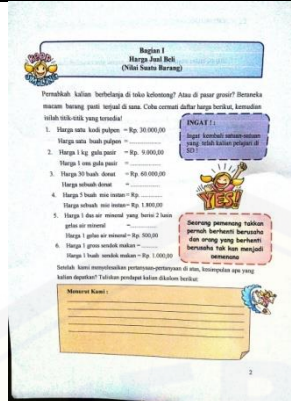 Bagian I
Harga Jual Beli
(Nilai Suatu Barang)
Pernahkah kalian berbelanja di toko kelontong? Atau di pasar grosir? Beraneka
macam barang pasti terjual di sana. Coba cermati daftar harga berikut, kemudian
isilah titik-titik yang tersedia!
1. Harga satu kodi pulpen = Rp. 30.000,00
Harga satu buah pulpen = ..............
2. Harga 1 kg gula pasir = Rp. 9.000,00
Harga 1 ons gula pasir = ..............
3. Harga 30 buah donat = Rp. 60.000,00
Harga sebuah donat = ..............
4. Harga 5 buah mie instan = Rp. ..............
Harga sebuah mie instan = Rp. 1.800,00
5. Harga 1 dus air mineral yang berisi 2 lusin
gelas air mineral = ..............
Harga 1 gelas air mineral = Rp. 500,00
6. Harga 1 gross sendok makan = ..............
Harga 1 buah sendok makan = Rp. 1.000,00
INGAT ! :
Ingat kembali satuan-satuan
yang telah kalian pelajari di
SD !
YES!
Seorang pemenang takkan
pernah berhenti berusaha
dan orang yang berhenti
berusaha tak kan menjadi
pemenang
Setelah kami menyelesaikan pertanyaan-pertanyaan di atas, kesimpulan apa yang
kalian dapatkan? Tuliskan pendapat kalian dikolom berikut:
Menurut Kami :
2